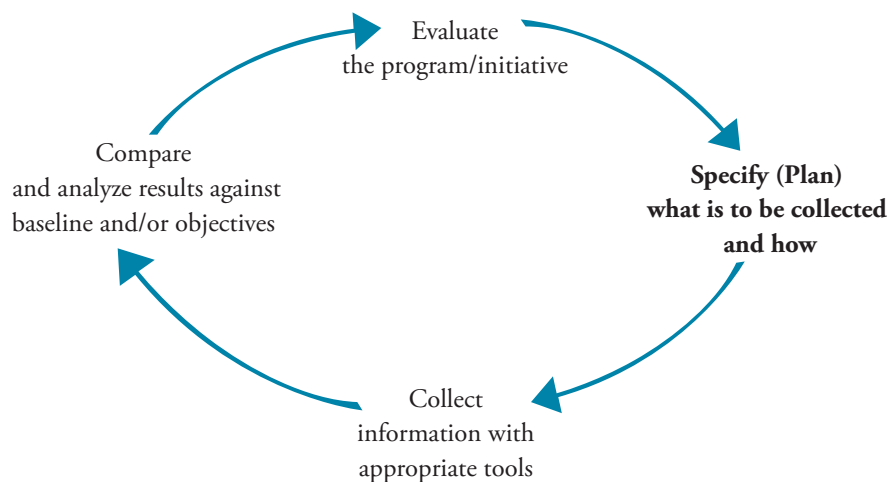 Evaluate
the program/initiative
Specify (Plan)
what is to be collected
and how
Collect
information with
appropriate tools
Compare
and analyze results against
baseline and/or objectives